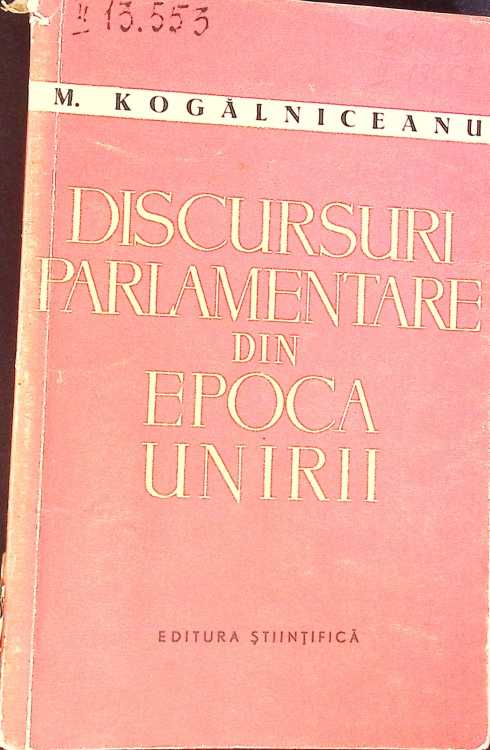 II 13.553
M. KOGĂLNICEANU
DISCURSURI
PARLAMENTARE
DIN
EPOCA
UNIRII
EDITURA ȘTIINȚIFICĂ